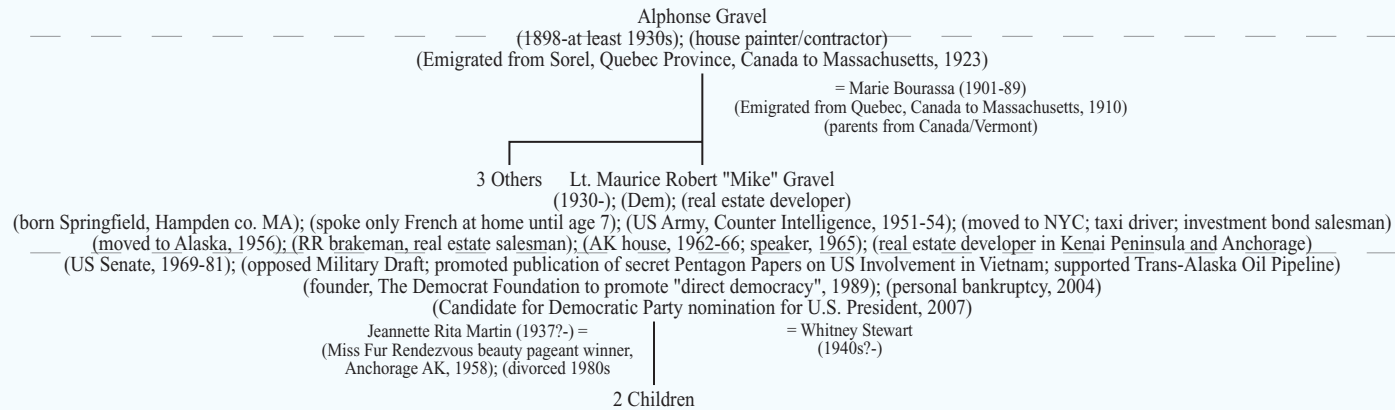 Alphonse Gravel
(1898-at least 1930s); (house painter/contractor)
(Emigrated from Sorel, Quebec Province, Canada to Massachusetts, 1923)
= Marie Bourassa (1901-89)
(Emigrated from Quebec, Canada to Massachusetts, 1910)
(parents from Canada/Vermont)
3 Others Lt. Maurice Robert "Mike" Gravel
(1930-); (Dem); (real estate developer)
(born Springfield, Hampden co. MA); (spoke only French at home until age 7); (US Army, Counter Intelligence, 1951-54); (moved to NYC; taxi driver; investment bond salesman)
(moved to Alaska, 1956); (RR brakeman, real estate salesman); (AK house, 1962-66; speaker, 1965); (real estate developer in Kenai Peninsula and Anchorage)
(US Senate, 1969-81); (opposed Military Draft; promoted publication of secret Pentagon Papers on US Involvement in Vietnam; supported Trans-Alaska Oil Pipeline)
(founder, The Democrat Foundation to promote "direct democracy", 1989); (personal bankruptcy, 2004)
(Candidate for Democratic Party nomination for U.S. President, 2007)
Jeannette Rita Martin (1937?-) =
(Miss Fur Rendezvous beauty pageant winner,
Anchorage AK, 1958); (divorced 1980s
= Whitney Stewart
(1940s?-)
2 Children